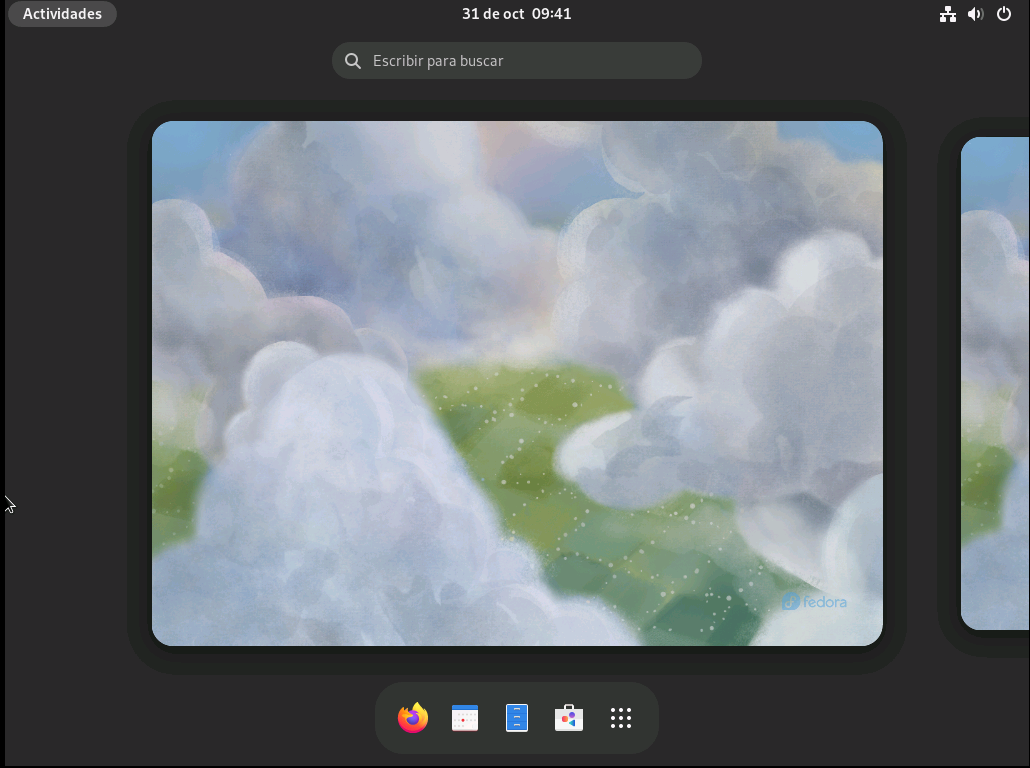 Actividades
31 de oct 09:41
Escribir para buscar
fedora